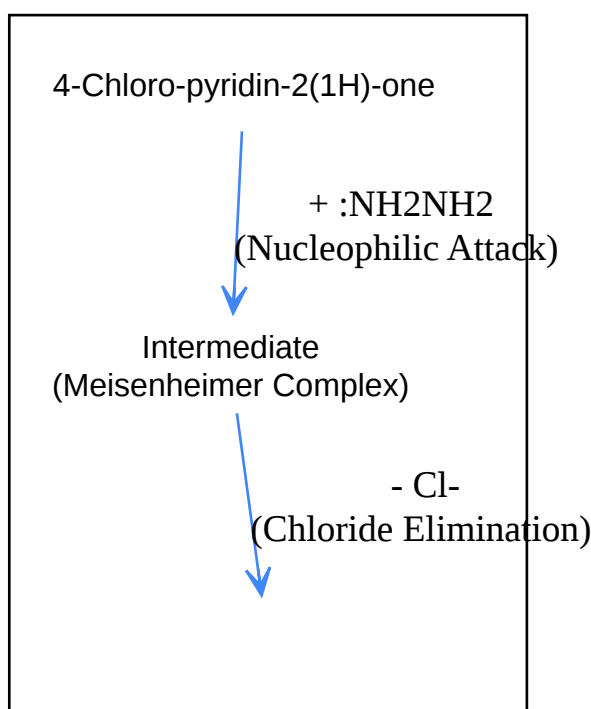 4-Chloro-pyridin-2(1H)-one
+ :NH2NH2
(Nucleophilic Attack)
Intermediate
(Meisenheimer Complex)
- Cl-
(Chloride Elimination)